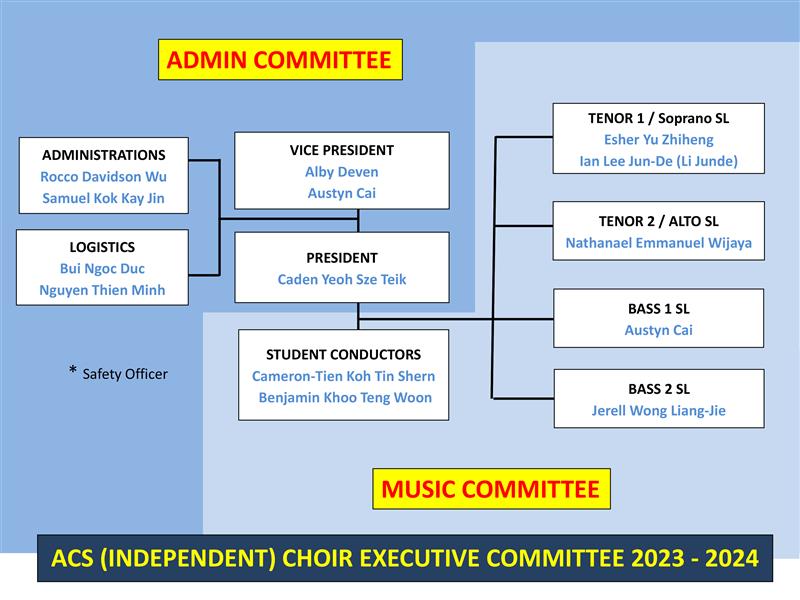 ADMIN COMMITTEE
ADMINISTRATIONS
Rocco Davidson Wu
Samuel Kok Kay Jin
LOGISTICS
Bui Ngoc Duc
Nguyen Thien Minh
* Safety Officer
VICE PRESIDENT
Alby Deven
Austyn Cai
PRESIDENT
Caden Yeoh Sze Teik
STUDENT CONDUCTORS
Cameron-Tien Koh Tin Shern
Benjamin Khoo Teng Woon
TENOR 1 / Soprano SL
Esher Yu Zhiheng
Ian Lee Jun-De (Li Junde)
TENOR 2 / ALTO SL
Nathanael Emmanuel Wijaya
BASS 1 SL
Austyn Cai
BASS 2 SL
Jerell Wong Liang-Jie
MUSIC COMMITTEE
ACS (INDEPENDENT) CHOIR EXECUTIVE COMMITTEE 2023 - 2024